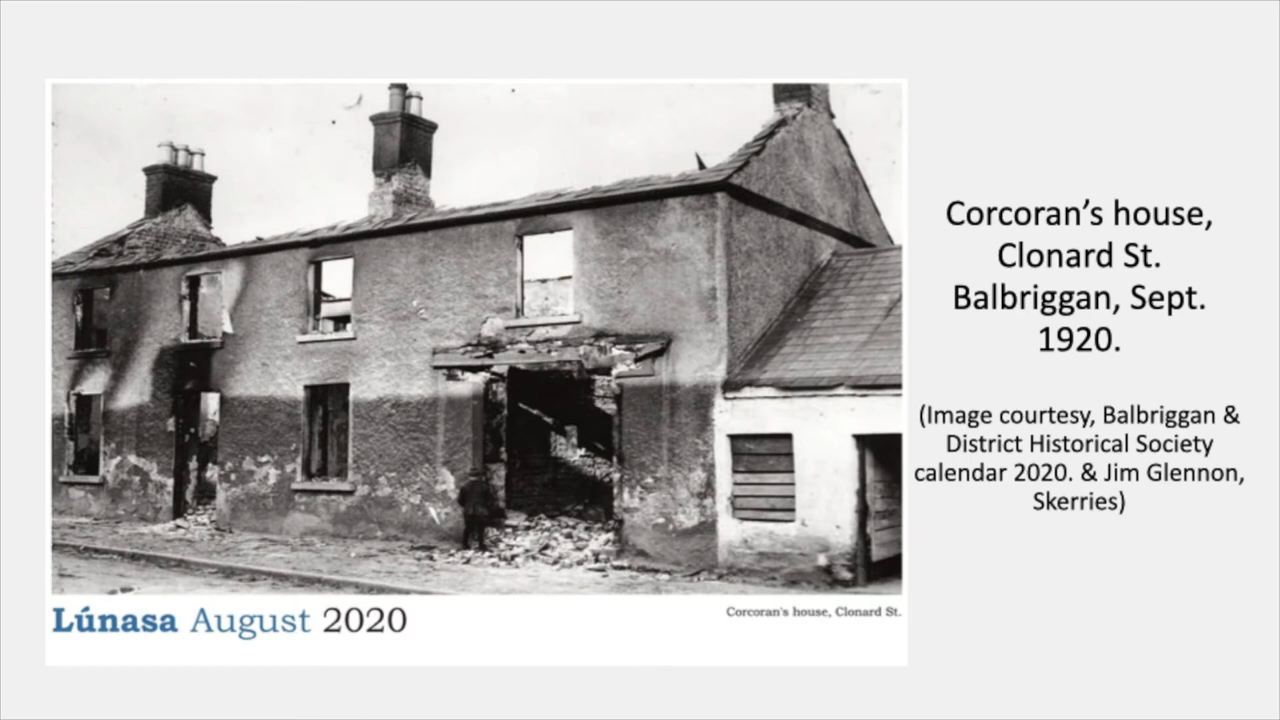 Corcoran’s house,
Clonard St.
Balbriggan, Sept.
1920.
(Image courtesy, Balbriggan &
District Historical Society
calendar 2020. & Jim Glennon,
Skerries)
Lúnasa August 2020
Corcoran's house, Clonard St.